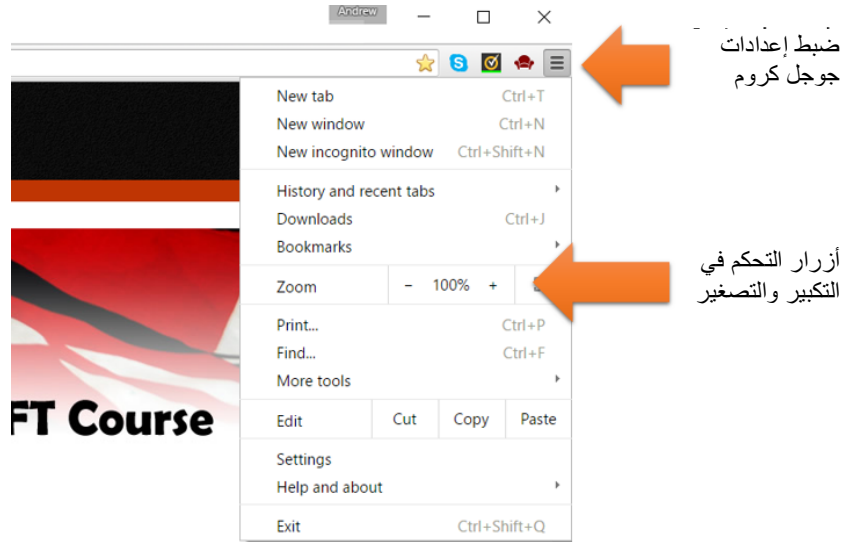 Andrew
ضبط إعدادات
جوجل كروم
New tab Ctrl+T
New window Ctrl+N
New incognito window Ctrl+Shift+N
History and recent tabs
Downloads Ctrl+J
Bookmarks
أزرار التحكم في
التكبير والتصغير
Zoom - 100% +
Print... Ctrl+P
Find... Ctrl+F
More tools
FT Course
Edit Cut Copy Paste
Settings
Help and about
Exit Ctrl+Shift+Q